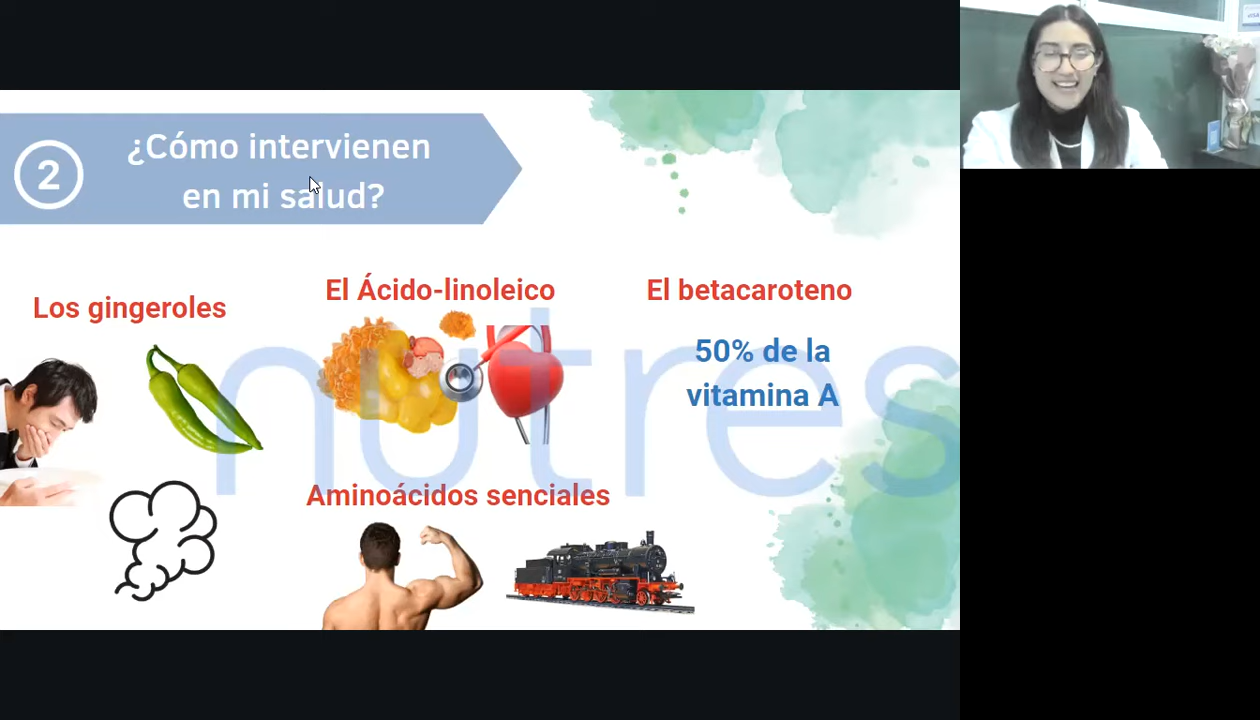 2
¿Cómo intervienen
en mi salud?
Los gingeroles
El Ácido-linoleico
El betacaroteno
50% de la
vitamina A
nutres
Aminoácidos senciales